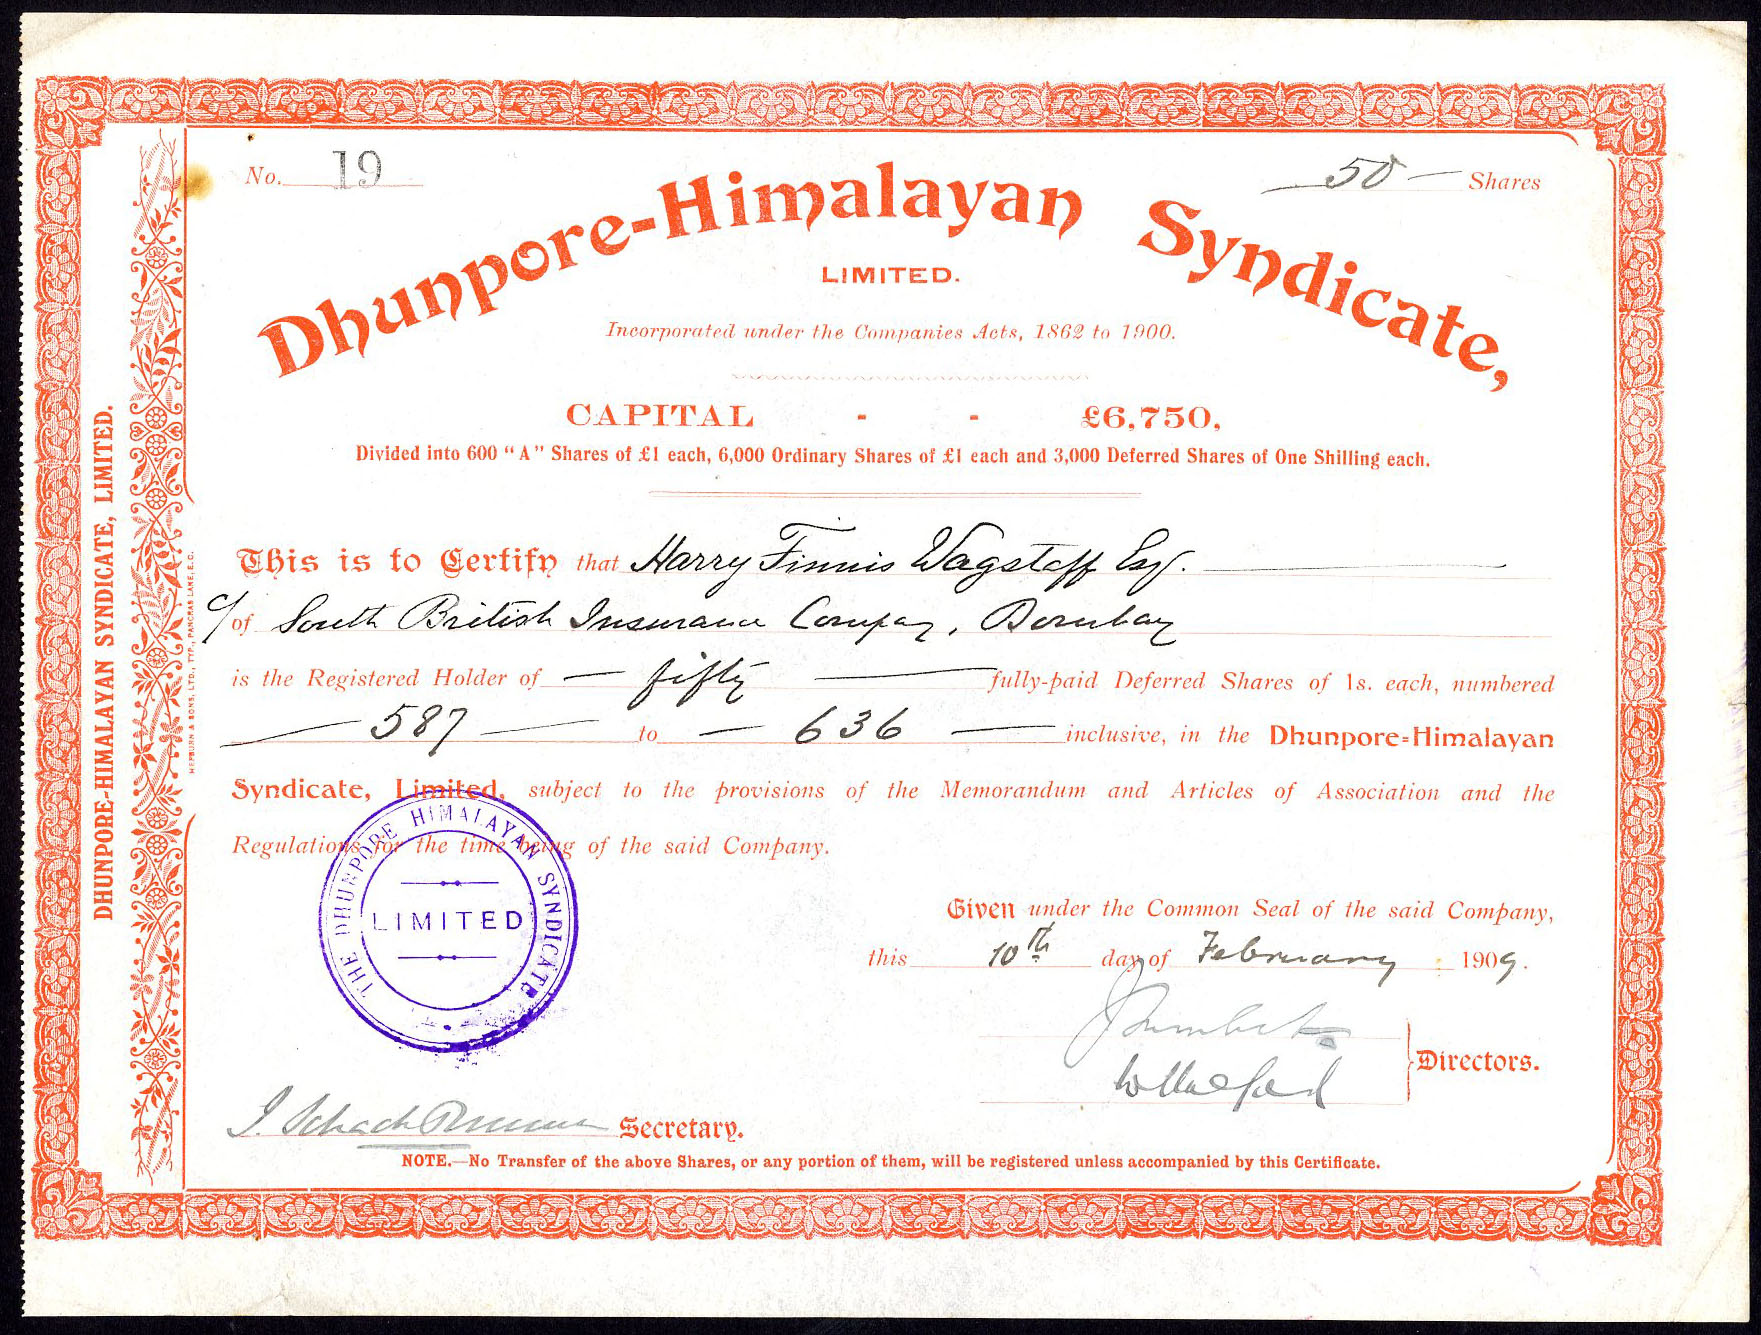 No. 19
50 Shares
Dhunpore-Himalayan Syndicate,
LIMITED.
Incorporated under the Companies Acts, 1862 to 1900.
CAPITAL - - £6,750,
Divided into 600 "A" Shares of £1 each, 6,000 Ordinary Shares of £1 each and 3,000 Deferred Shares of One Shilling each.
This is to Certify that Harry Finnis Wagstaff Esq.
c/ of South British Insurance Company, Bombay
is the Registered Holder of — fifty — fully-paid Deferred Shares of 1s. each, numbered
— 587 — to — 636 — inclusive, in the Dhunpore-Himalayan
Syndicate, Limited, subject to the provisions of the Memorandum and Articles of Association and the
Regulations for the time being of the said Company.
THE DHUNPORE HIMALAYAN SYNDICATE
LIMITED
Given under the Common Seal of the said Company,
this 10th day of February 1909.
Directors.
Secretary.
NOTE.—No Transfer of the above Shares, or any portion of them, will be registered unless accompanied by this Certificate.
DHUNPORE-HIMALAYAN SYNDICATE, LIMITED.
HEPBURN & SONS, LTD., TYP., PANCRAS LANE, E.C.